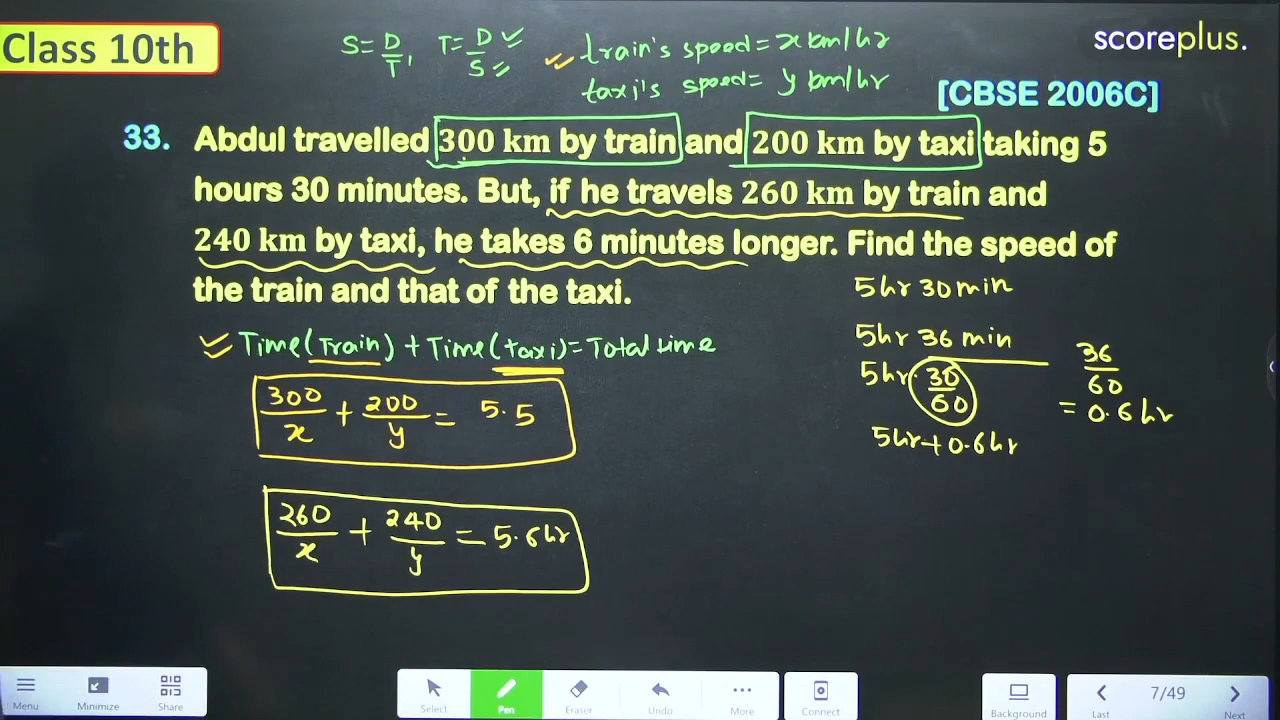 Class 10th
S=D/T, T=D/S
train's speed = x km/hr
taxi's speed = y km/hr
scoreplus.
[CBSE 2006C]
33. Abdul travelled 300 km by train and 200 km by taxi taking 5
hours 30 minutes. But, if he travels 260 km by train and
240 km by taxi, he takes 6 minutes longer. Find the speed of
the train and that of the taxi.
5hr 30min
5hr 36 min
5hr. 30/60
5hr+0.6hr
36/60
= 0.6hr
Time(Train) + Time(taxi) = Total time
300/x + 200/y = 5.5
260/x + 240/y = 5.6hr
Menu
Minimize
Share
Select
Pen
Eraser
Undo
More
Connect
Background
Last
7/49
Next